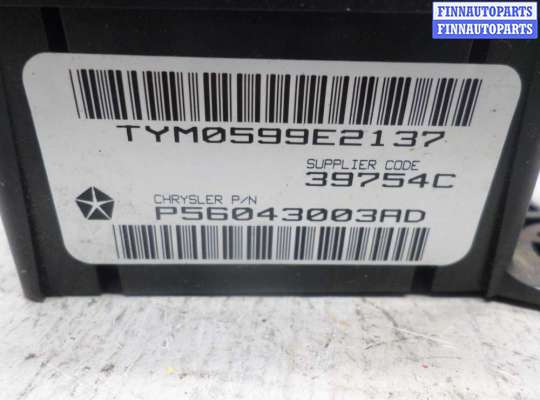 FINNAUTOPARTS
FINNAUTOPARTS
TYM0599E2137
SUPPLIER CODE
39754C
CHRYSLER P/N
P56043003AD